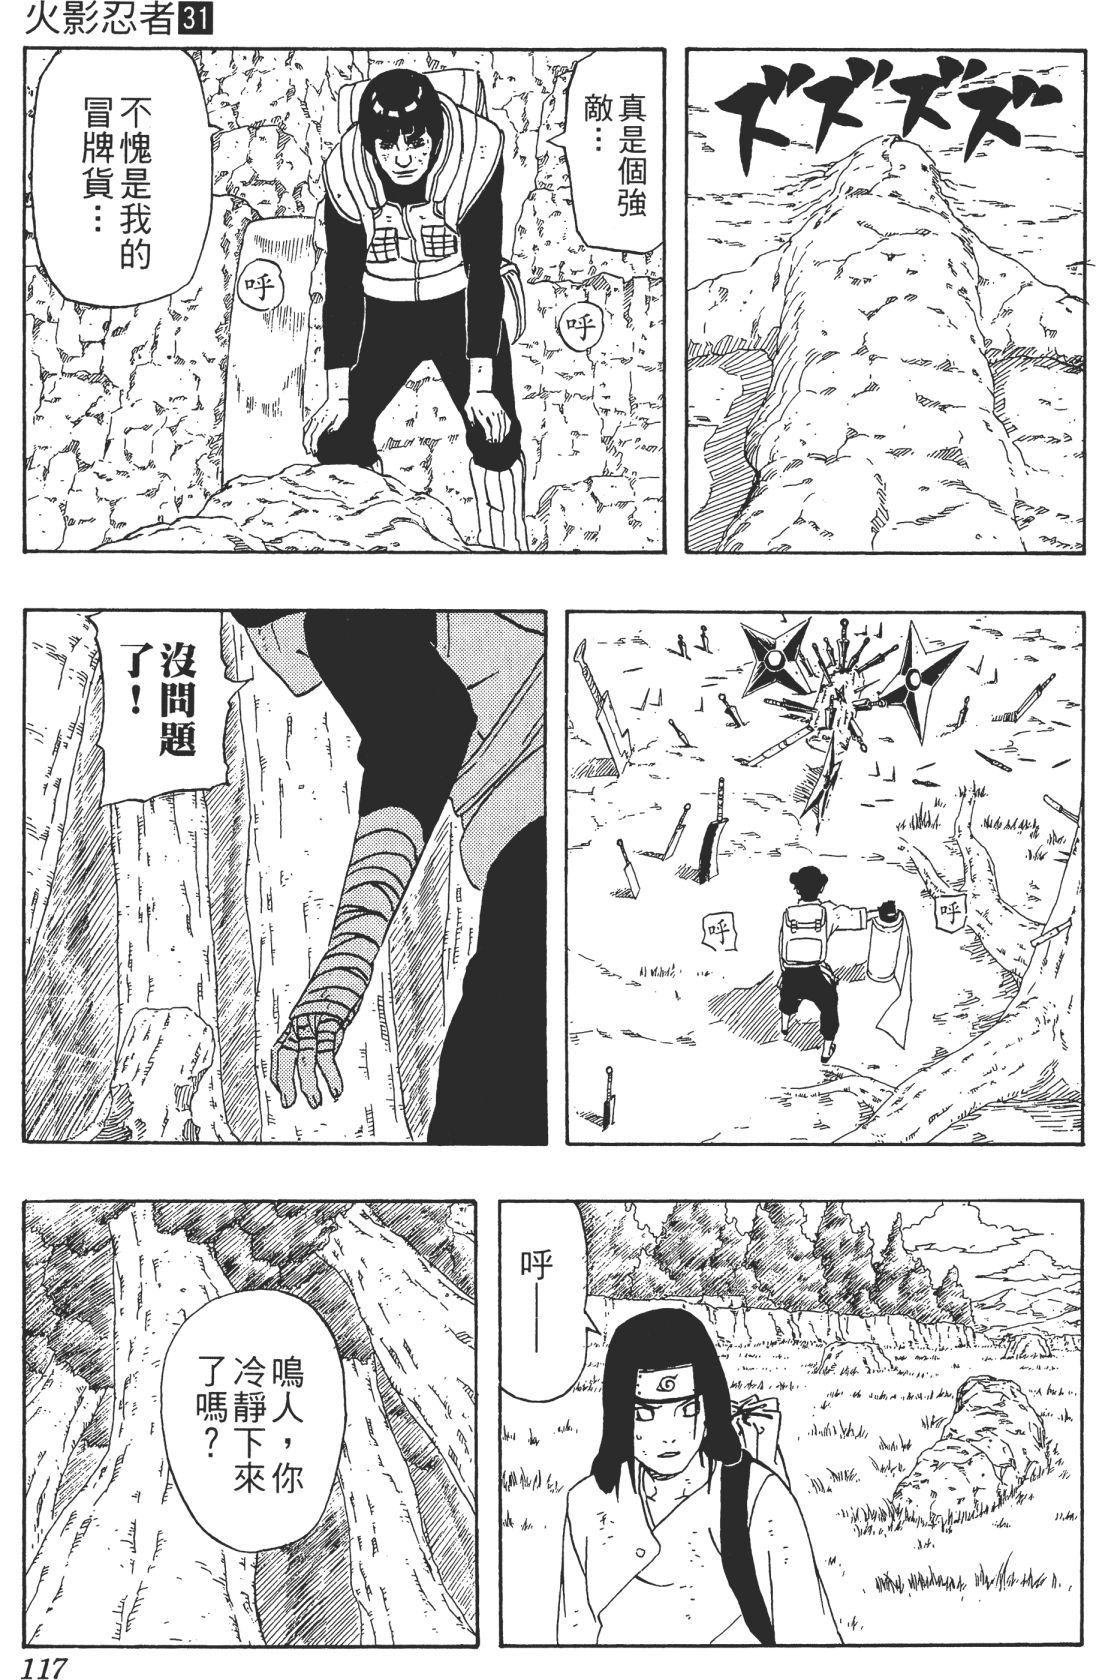 火影忍者31
ズズズズ
真是個強
敵…
不愧是我的
冒牌貨…
呼
呼
呼
呼
沒問題
了！
呼——
鳴人，你
冷靜下來
了嗎？
117